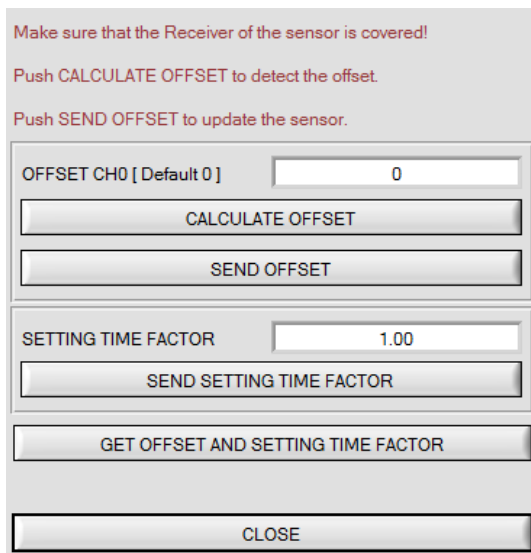 Make sure that the Receiver of the sensor is covered!
Push CALCULATE OFFSET to detect the offset.
Push SEND OFFSET to update the sensor.
OFFSET CH0 [ Default 0 ] 0
CALCULATE OFFSET
SEND OFFSET
SETTING TIME FACTOR 1.00
SEND SETTING TIME FACTOR
GET OFFSET AND SETTING TIME FACTOR
CLOSE